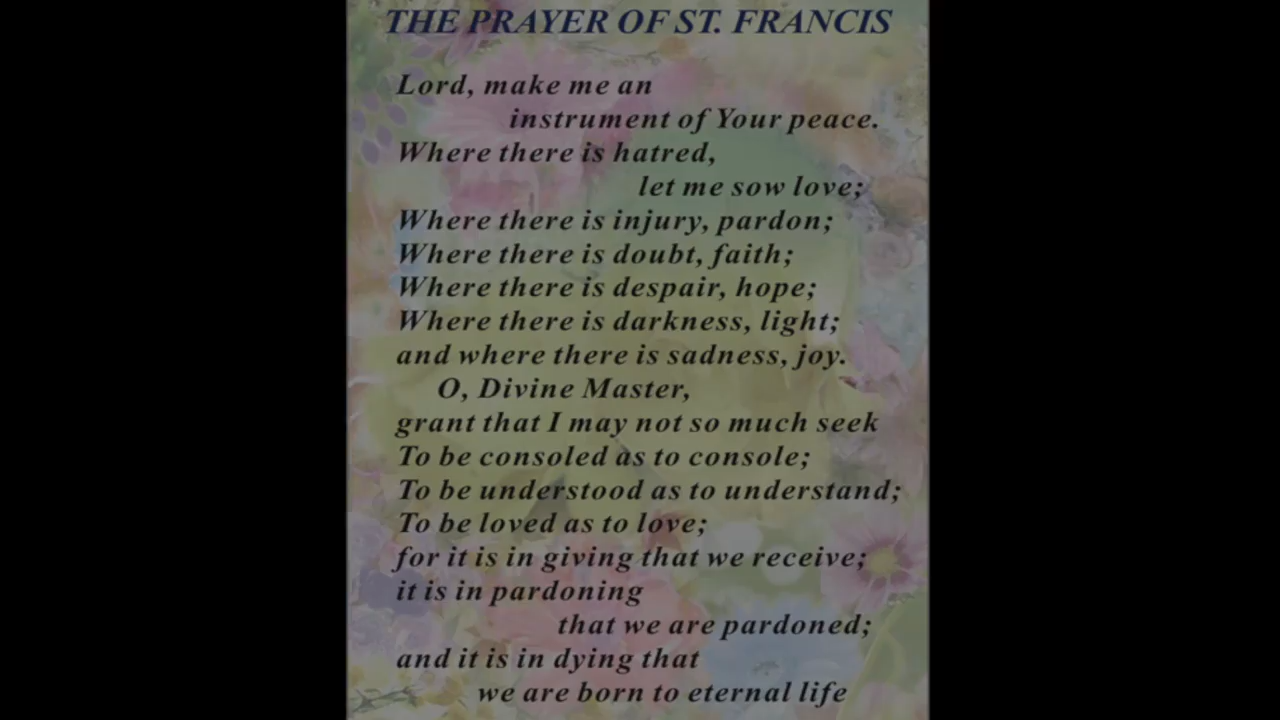 THE PRAYER OF ST. FRANCIS
Lord, make me an
instrument of Your peace.
Where there is hatred,
let me sow love;
Where there is injury, pardon;
Where there is doubt, faith;
Where there is despair, hope;
Where there is darkness, light;
and where there is sadness, joy.
O, Divine Master,
grant that I may not so much seek
To be consoled as to console;
To be understood as to understand;
To be loved as to love;
for it is in giving that we receive;
it is in pardoning
that we are pardoned;
and it is in dying that
we are born to eternal life